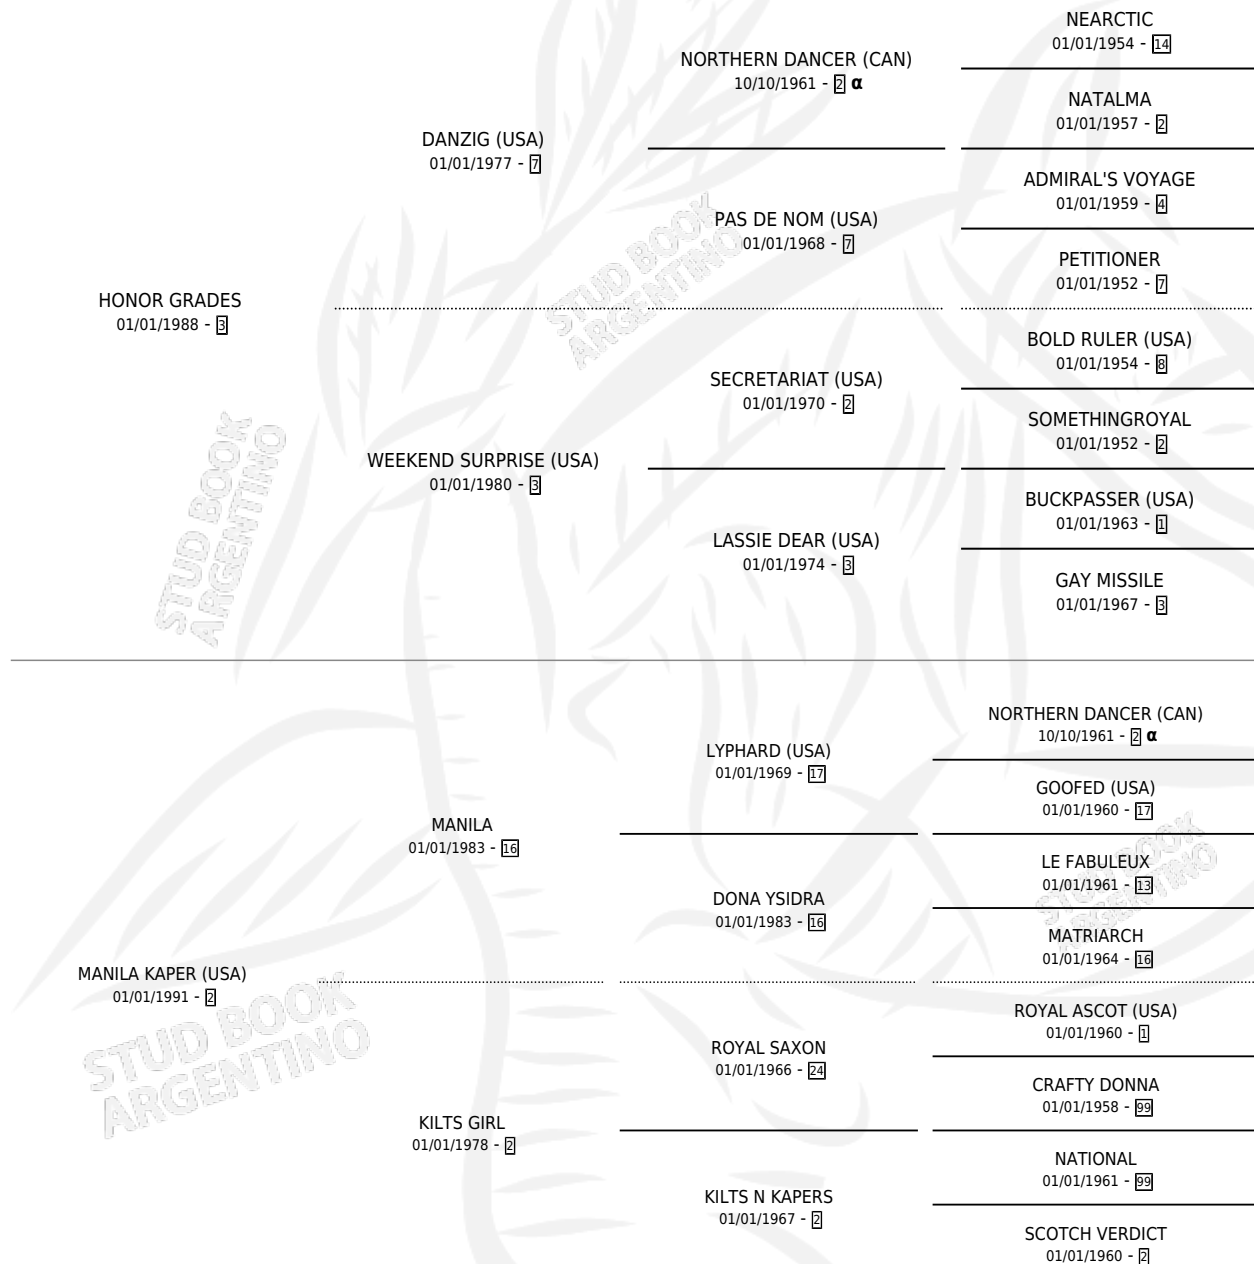 NEARCTIC
01/01/1954 - 14
NORTHERN DANCER (CAN)
10/10/1961 - 2 α
NATALMA
01/01/1957 - 2
DANZIG (USA)
01/01/1977 - 7
ADMIRAL'S VOYAGE
01/01/1959 - 4
PAS DE NOM (USA)
01/01/1968 - 7
PETITIONER
01/01/1952 - 7
HONOR GRADES
01/01/1988 - 3
BOLD RULER (USA)
01/01/1954 - 8
SECRETARIAT (USA)
01/01/1970 - 2
SOMETHINGROYAL
01/01/1952 - 2
WEEKEND SURPRISE (USA)
01/01/1980 - 3
BUCKPASSER (USA)
01/01/1963 - 1
LASSIE DEAR (USA)
01/01/1974 - 3
GAY MISSILE
01/01/1967 - 3
NORTHERN DANCER (CAN)
10/10/1961 - 2 α
LYPHARD (USA)
01/01/1969 - 17
GOOFED (USA)
01/01/1960 - 17
MANILA
01/01/1983 - 16
LE FABULEUX
01/01/1961 - 13
DONA YSIDRA
01/01/1983 - 16
MATRIARCH
01/01/1964 - 16
MANILA KAPER (USA)
01/01/1991 - 2
ROYAL ASCOT (USA)
01/01/1960 - 1
ROYAL SAXON
01/01/1966 - 24
CRAFTY DONNA
01/01/1958 - 99
KILTS GIRL
01/01/1978 - 2
NATIONAL
01/01/1961 - 99
KILTS N KAPERS
01/01/1967 - 2
SCOTCH VERDICT
01/01/1960 - 2
STUD BOOK
ARGENTINO
STUD BOOK
ARGENTINO
STUD BOOK
ARGENTINO
STUD BOOK
ARGENTINO